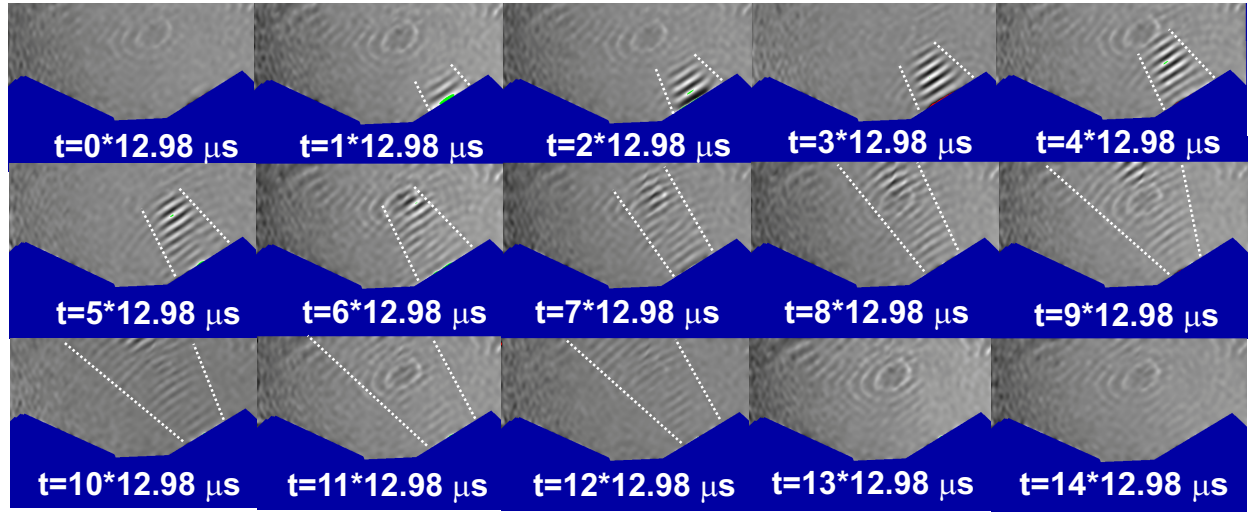 t=0*12.98 μs
t=1*12.98 μs
t=2*12.98 μs
t=3*12.98 μs
t=4*12.98 μs
t=5*12.98 μs
t=6*12.98 μs
t=7*12.98 μs
t=8*12.98 μs
t=9*12.98 μs
t=10*12.98 μs
t=11*12.98 μs
t=12*12.98 μs
t=13*12.98 μs
t=14*12.98 μs